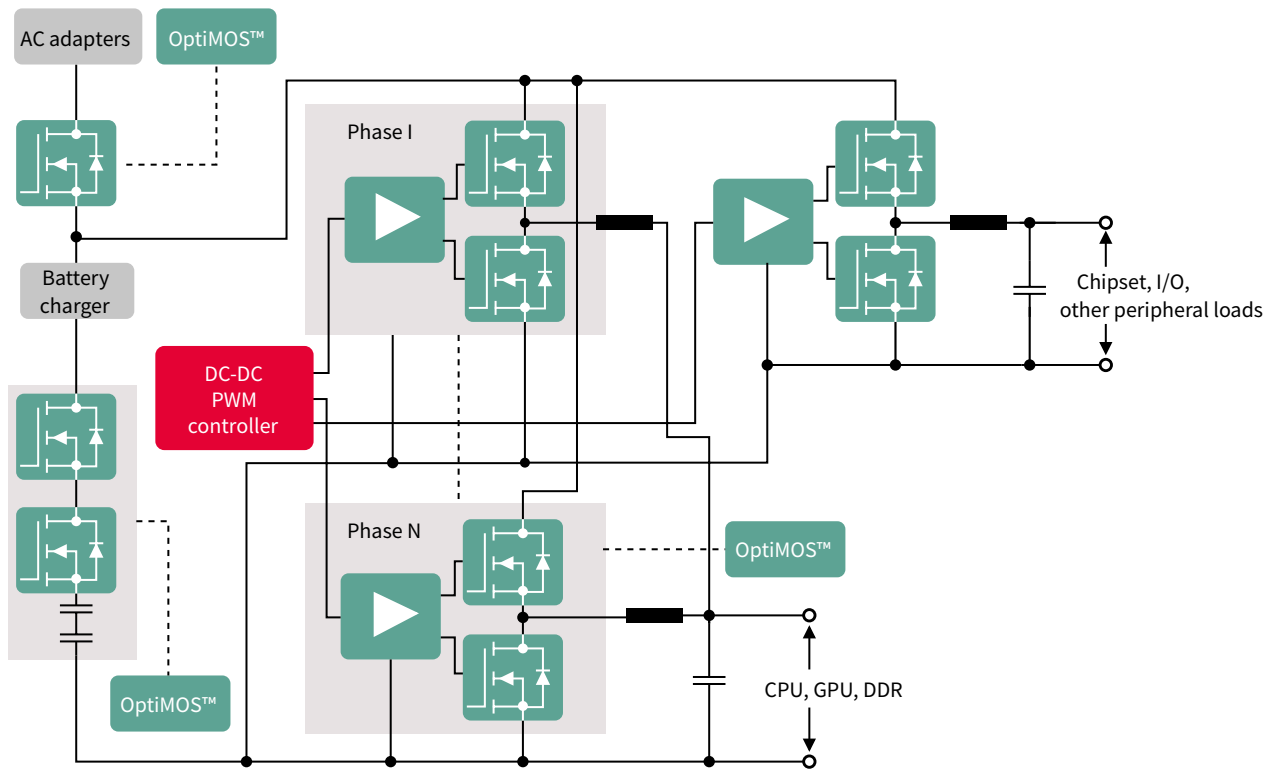 AC adapters
OptiMOS™
Phase I
Battery
charger
Chipset, I/O,
other peripheral loads
DC-DC
PWM
controller
Phase N
OptiMOS™
OptiMOS™
CPU, GPU, DDR